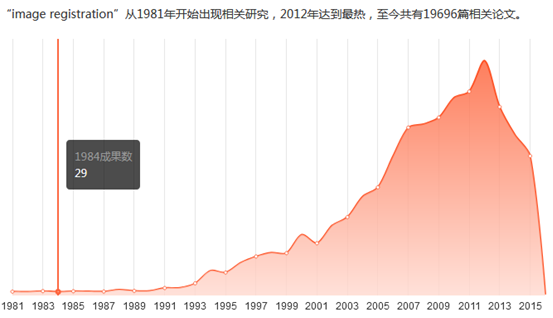 “image registration”从1981年开始出现相关研究，2012年达到最热，至今共有19696篇相关论文。
1984成果数
29
1981 1983 1985 1987 1989 1991 1993 1995 1997 1999 2001 2003 2005 2007 2009 2011 2013 2015